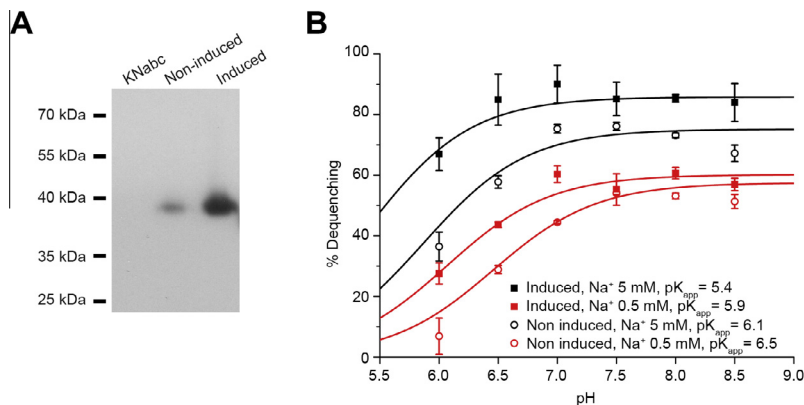 A
KNabc
Non-induced
Induced
70 kDa
55 kDa
40 kDa
35 kDa
25 kDa
B
100
80
60
40
20
0
% Dequenching
5.5 6.0 6.5 7.0 7.5 8.0 8.5 9.0
pH
Induced, Na⁺ 5 mM, pKapp= 5.4
Induced, Na⁺ 0.5 mM, pKapp= 5.9
Non induced, Na⁺ 5 mM, pKapp= 6.1
Non induced, Na⁺ 0.5 mM, pKapp= 6.5